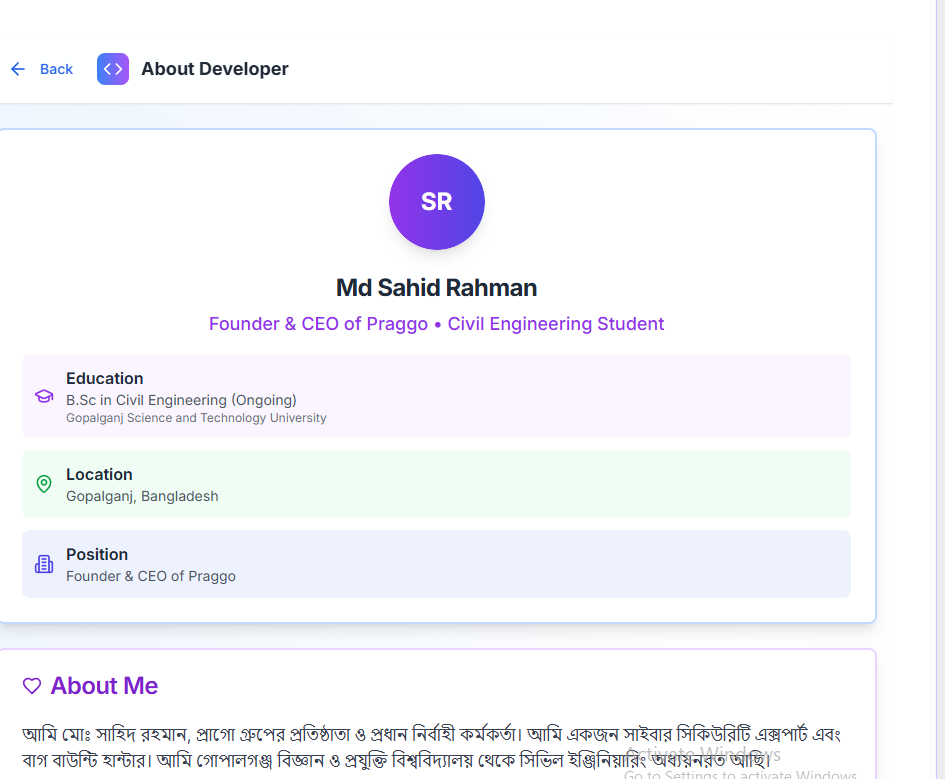 Back
About Developer
SR
Md Sahid Rahman
Founder & CEO of Praggo • Civil Engineering Student
Education
B.Sc in Civil Engineering (Ongoing)
Gopalganj Science and Technology University
Location
Gopalganj, Bangladesh
Position
Founder & CEO of Praggo
About Me
আমি মোঃ সাহিদ রহমান, প্রাগো গ্রুপের প্রতিষ্ঠাতা ও প্রধান নির্বাহী কর্মকর্তা। আমি একজন সাইবার সিকিউরিটি এক্সপার্ট এবং
বাগ বাউন্টি হান্টার। আমি গোপালগঞ্জ বিজ্ঞান ও প্রযুক্তি বিশ্ববিদ্যালয় থেকে সিভিল ইঞ্জিনিয়ারিং অধ্যয়নরত আছি।
Activate Windows
Go to Settings to activate Windows.